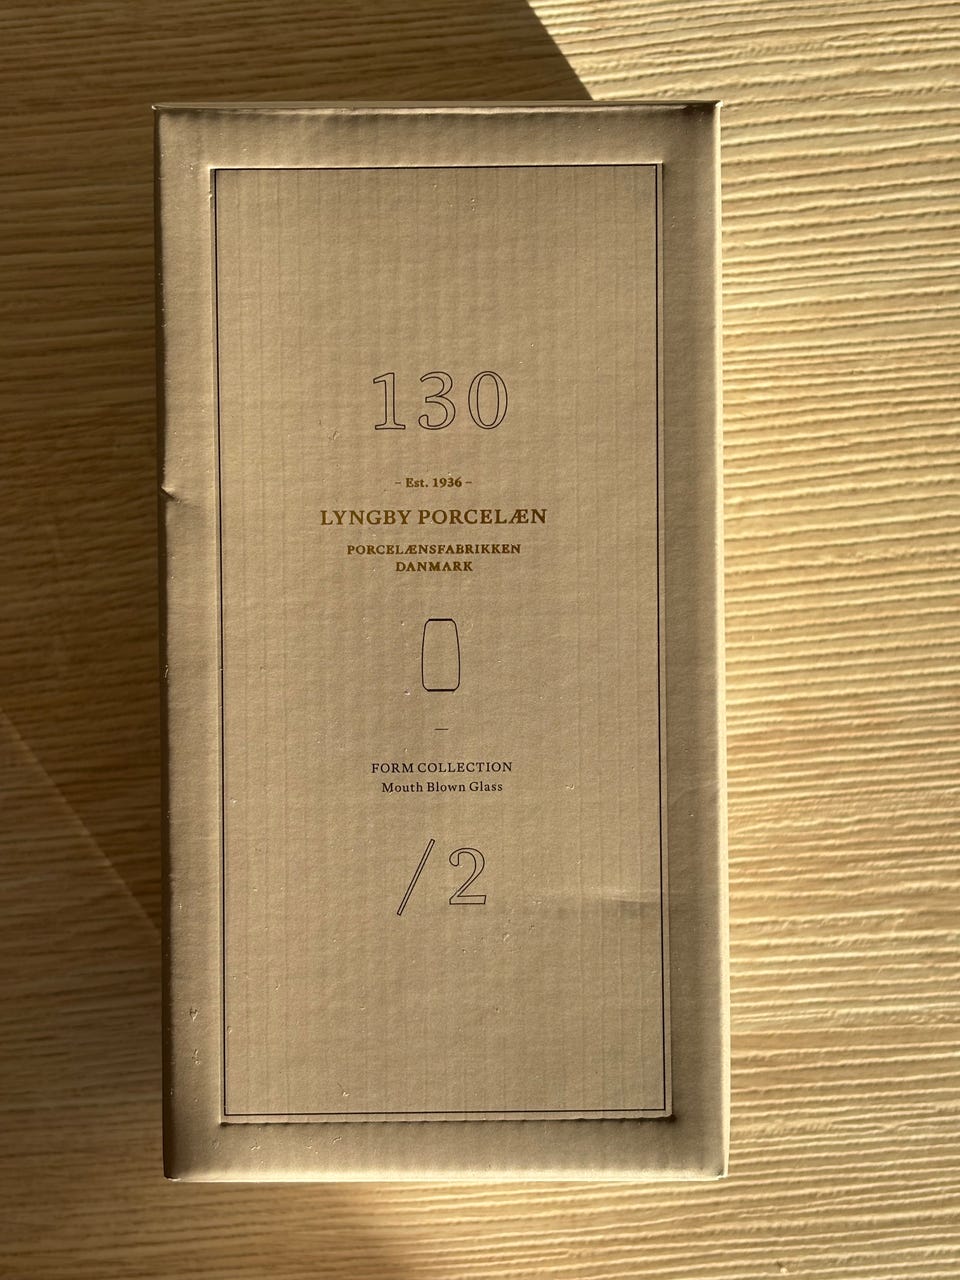 130
– Est. 1936 –
LYNGBY PORCELÆN
PORCELÆNSFABRIKKEN
DANMARK
FORM COLLECTION
Mouth Blown Glass
/2